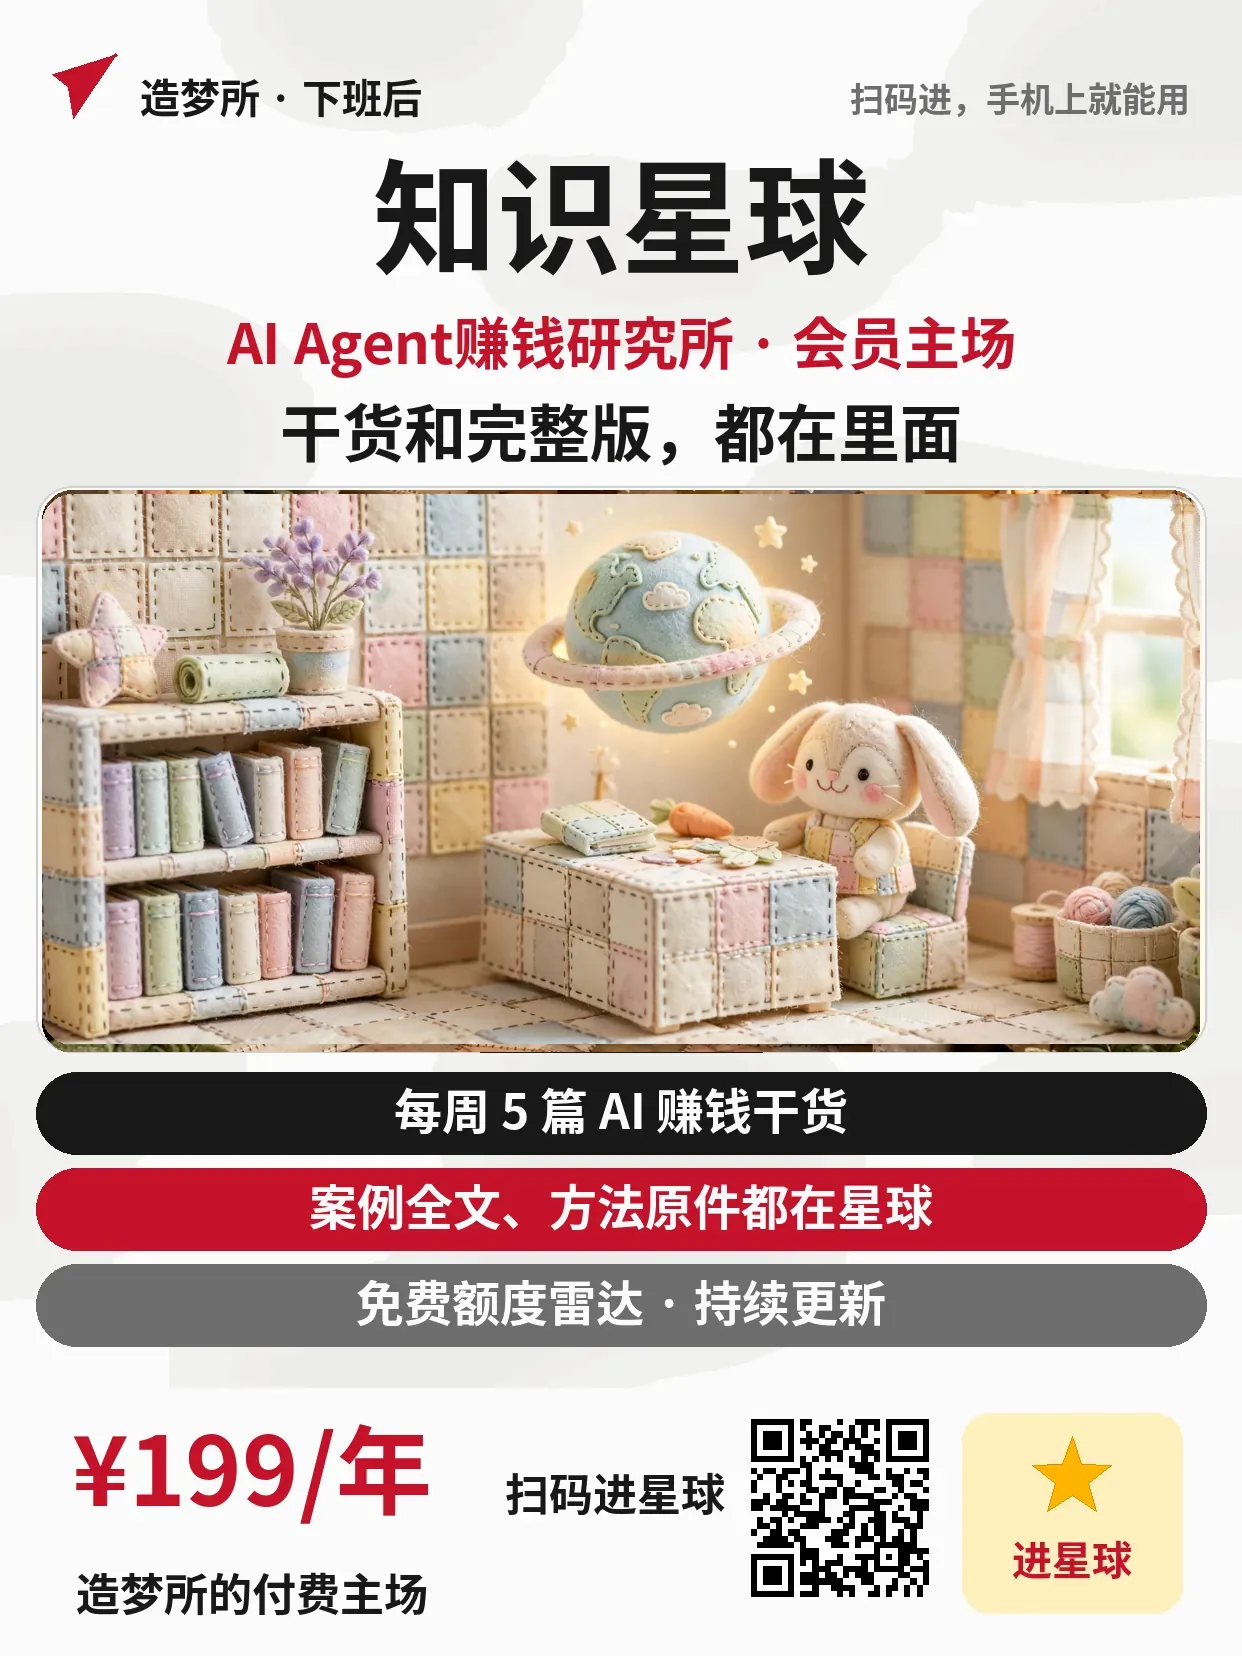 造梦所 · 下班后
扫码进，手机上就能用
知识星球
AI Agent赚钱研究所 · 会员主场
干货和完整版，都在里面
每周 5 篇 AI 赚钱干货
案例全文、方法原件都在星球
免费额度雷达 · 持续更新
¥199/年
扫码进星球
进星球
造梦所的付费主场